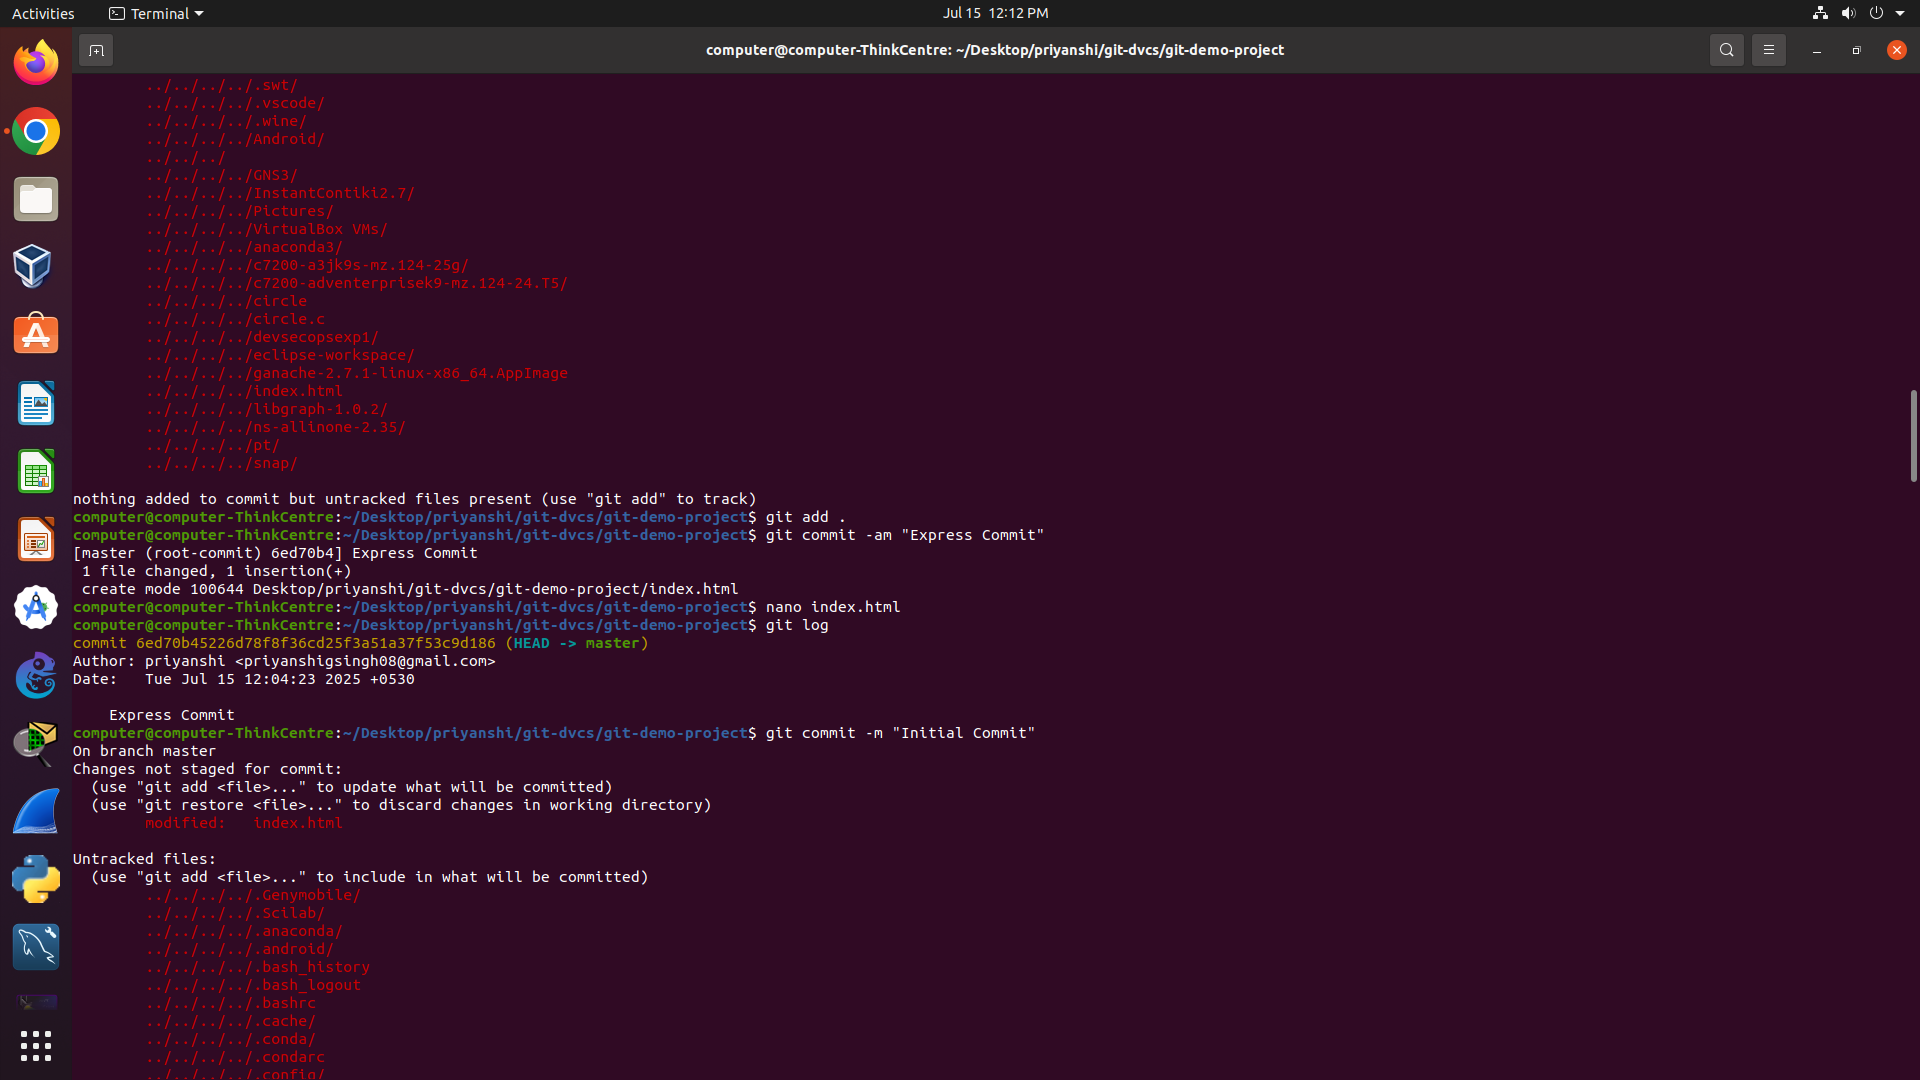 Activities
Terminal
Jul 15 12:12 PM
computer@computer-ThinkCentre: ~/Desktop/priyanshi/git-dvcs/git-demo-project
../../../../.swt/
../../../../.vscode/
../../../../.wine/
../../../../Android/
../../../
../../../../GNS3/
../../../../InstantContiki2.7/
../../../../Pictures/
../../../../VirtualBox VMs/
../../../../anaconda3/
../../../../c7200-a3jk9s-mz.124-25g/
../../../../c7200-adventerprisek9-mz.124-24.T5/
../../../../circle
../../../../circle.c
../../../../devsecopsexp1/
../../../../eclipse-workspace/
../../../../ganache-2.7.1-linux-x86_64.AppImage
../../../../index.html
../../../../libgraph-1.0.2/
../../../../ns-allinone-2.35/
../../../../pt/
../../../../snap/
nothing added to commit but untracked files present (use "git add" to track)
computer@computer-ThinkCentre:~/Desktop/priyanshi/git-dvcs/git-demo-project$ git add .
computer@computer-ThinkCentre:~/Desktop/priyanshi/git-dvcs/git-demo-project$ git commit -am "Express Commit"
[master (root-commit) 6ed70b4] Express Commit
1 file changed, 1 insertion(+)
create mode 100644 Desktop/priyanshi/git-dvcs/git-demo-project/index.html
computer@computer-ThinkCentre:~/Desktop/priyanshi/git-dvcs/git-demo-project$ nano index.html
computer@computer-ThinkCentre:~/Desktop/priyanshi/git-dvcs/git-demo-project$ git log
commit 6ed70b45226d78f8f36cd25f3a51a37f53c9d186 (HEAD -> master)
Author: priyanshi <priyanshigsingh08@gmail.com>
Date:   Tue Jul 15 12:04:23 2025 +0530
Express Commit
computer@computer-ThinkCentre:~/Desktop/priyanshi/git-dvcs/git-demo-project$ git commit -m "Initial Commit"
On branch master
Changes not staged for commit:
(use "git add <file>..." to update what will be committed)
(use "git restore <file>..." to discard changes in working directory)
modified:   index.html
Untracked files:
(use "git add <file>..." to include in what will be committed)
../../../../.Genymobile/
../../../../.Scilab/
../../../../.anaconda/
../../../../.android/
../../../../.bash_history
../../../../.bash_logout
../../../../.bashrc
../../../../.cache/
../../../../.conda/
../../../../.condarc
../../../../.config/